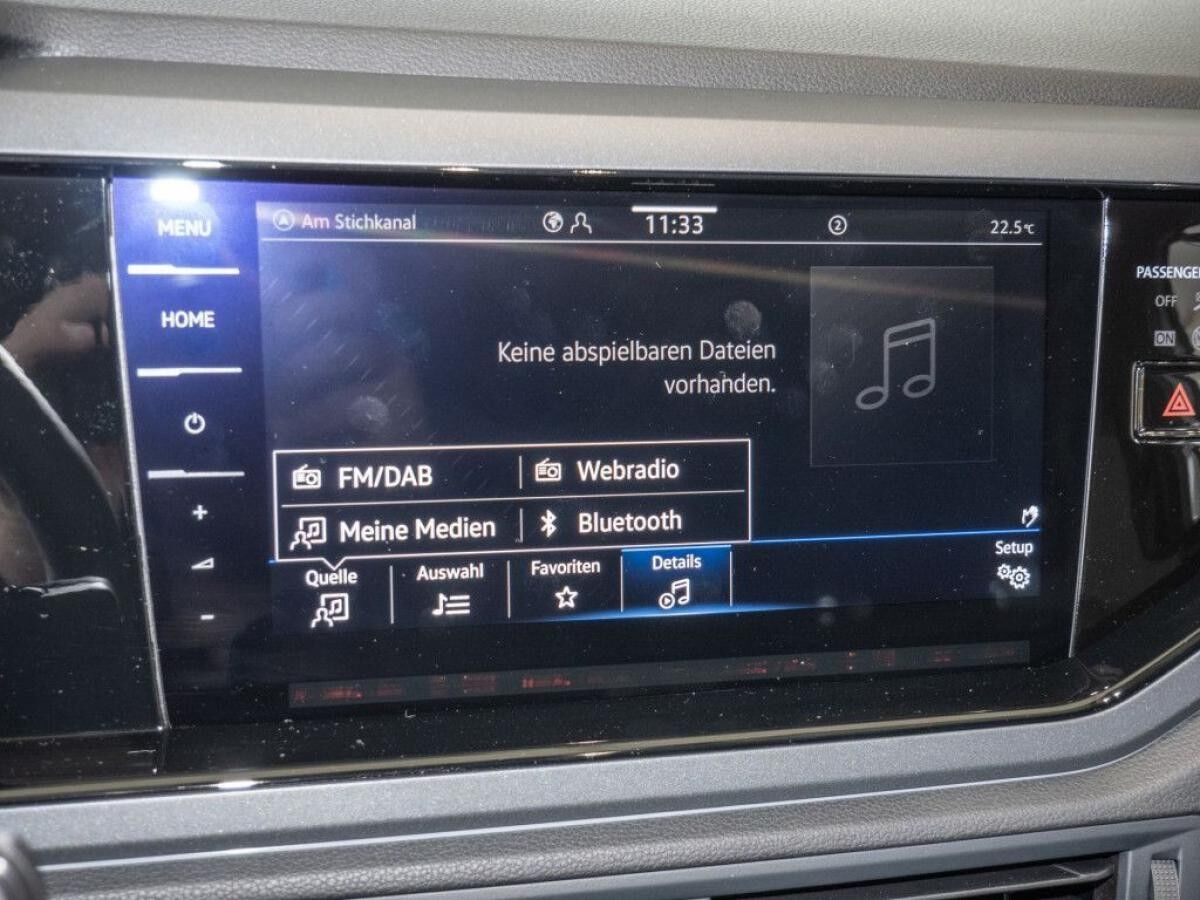 MENU
HOME
+
-
A Am Stichkanal
11:33
2
22.5°C
Keine abspielbaren Dateien
vorhanden.
FM/DAB
Webradio
Meine Medien
Bluetooth
Quelle
Auswahl
Favoriten
Details
Setup
OFF
ON